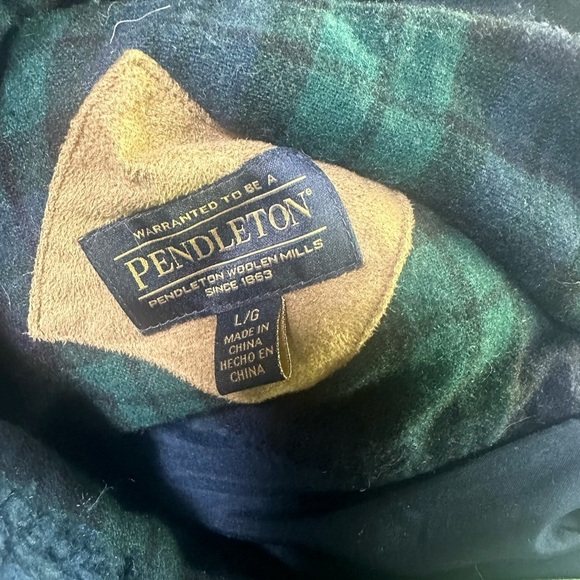 WARRANTED TO BE A
PENDLETON®
PENDLETON WOOLEN MILLS
SINCE 1863
L/G
MADE IN
CHINA
HECHO EN
CHINA